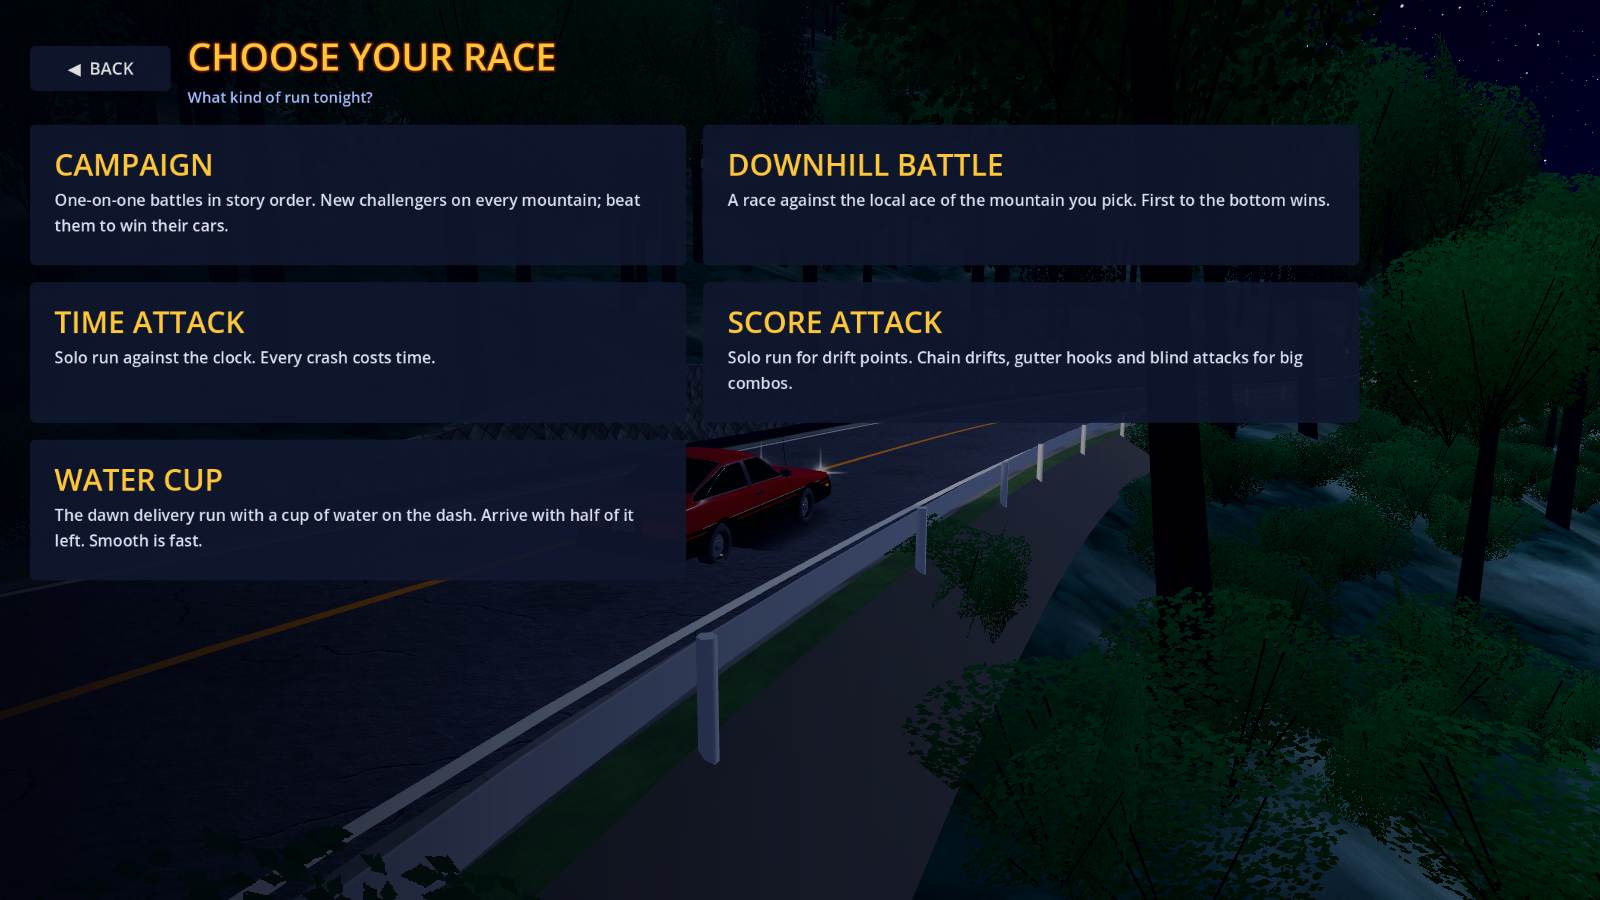 ◀ BACK
CHOOSE YOUR RACE
What kind of run tonight?
CAMPAIGN
One-on-one battles in story order. New challengers on every mountain; beat
them to win their cars.
DOWNHILL BATTLE
A race against the local ace of the mountain you pick. First to the bottom wins.
TIME ATTACK
Solo run against the clock. Every crash costs time.
SCORE ATTACK
Solo run for drift points. Chain drifts, gutter hooks and blind attacks for big
combos.
WATER CUP
The dawn delivery run with a cup of water on the dash. Arrive with half of it
left. Smooth is fast.